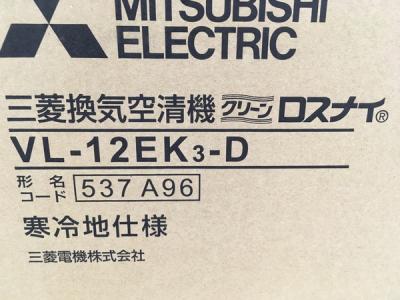 MITSUBISHI
ELECTRIC
三菱換気空清機 クリーン ロスナイ®
VL-12EK3-D
形名コード 537 A96
寒冷地仕様
三菱電機株式会社